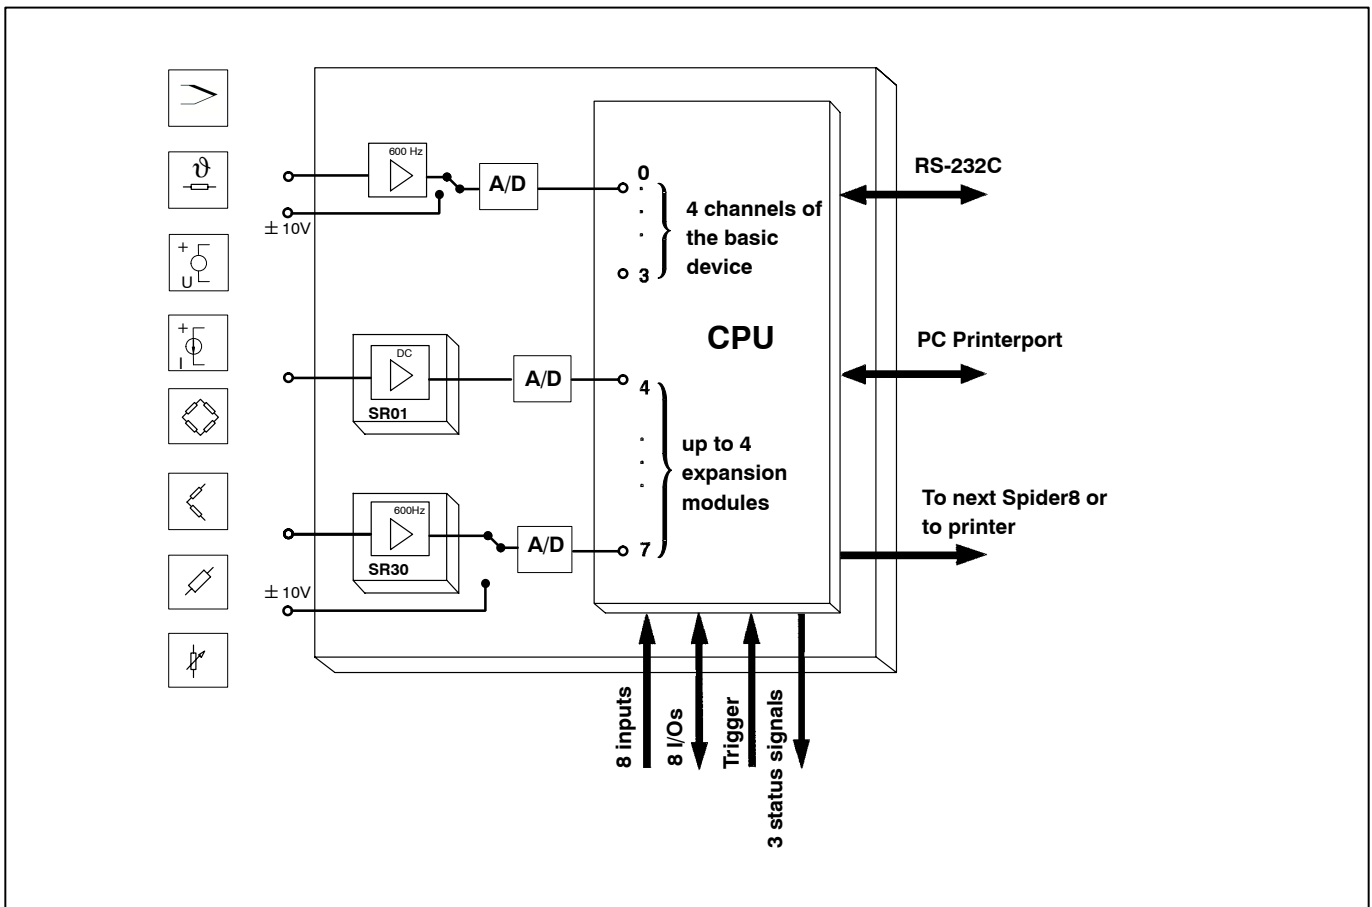 600 Hz
A/D
± 10V
ϑ
+
U
+
I
0
4 channels of
the basic
device
3
RS-232C
CPU
PC Printerport
DC
SR01
A/D
4
up to 4
expansion
modules
600Hz
SR30
A/D
7
± 10V
To next Spider8 or
to printer
8 inputs
8 I/Os
Trigger
3 status signals